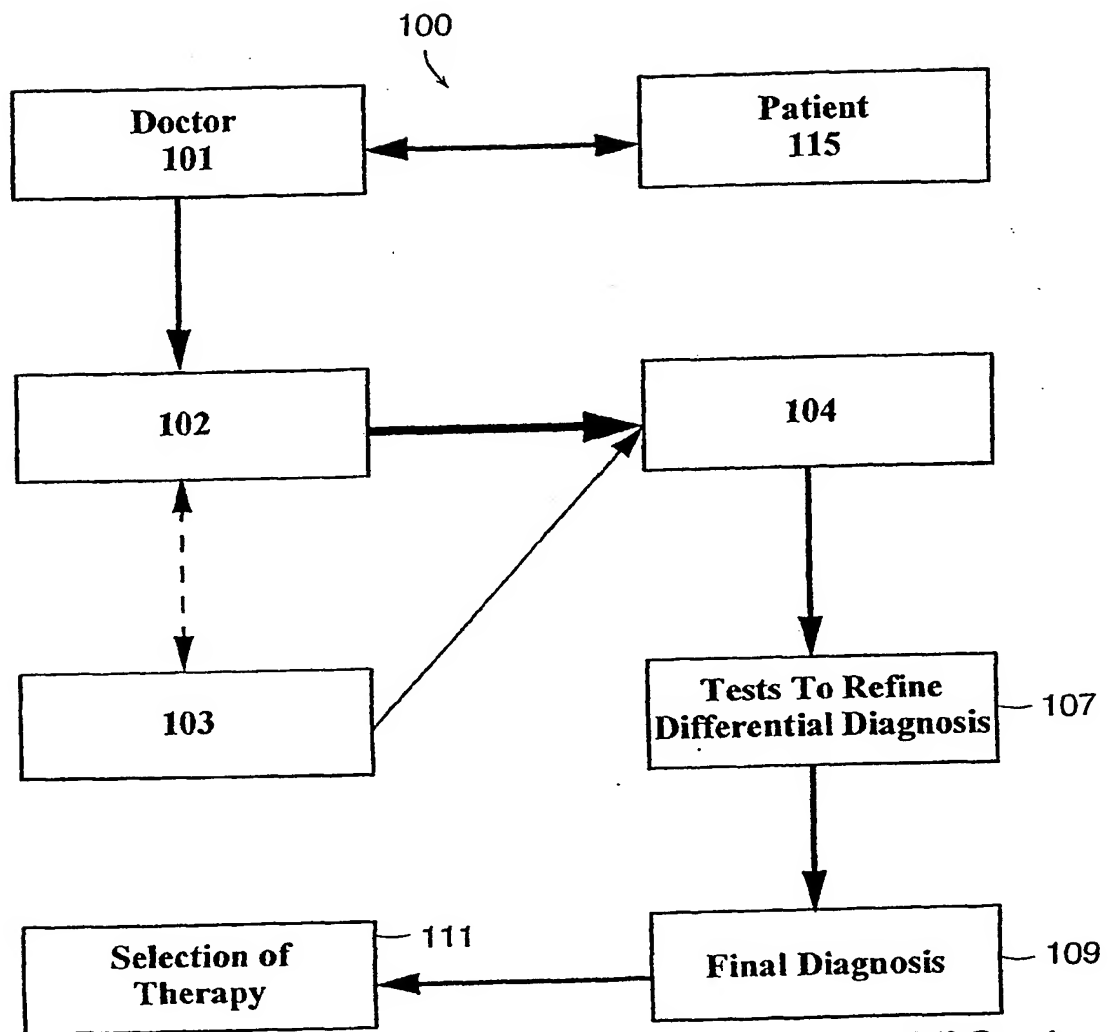 100
Doctor
101
Patient
115
102
104
103
Tests To Refine
Differential Diagnosis
107
Selection of
Therapy
111
Final Diagnosis
109